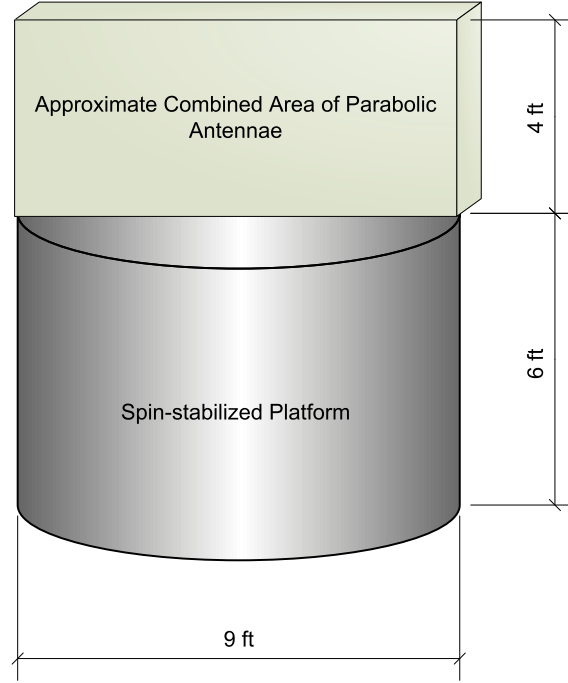 Approximate Combined Area of Parabolic
Antennae
4 ft
6 ft
Spin-stabilized Platform
9 ft